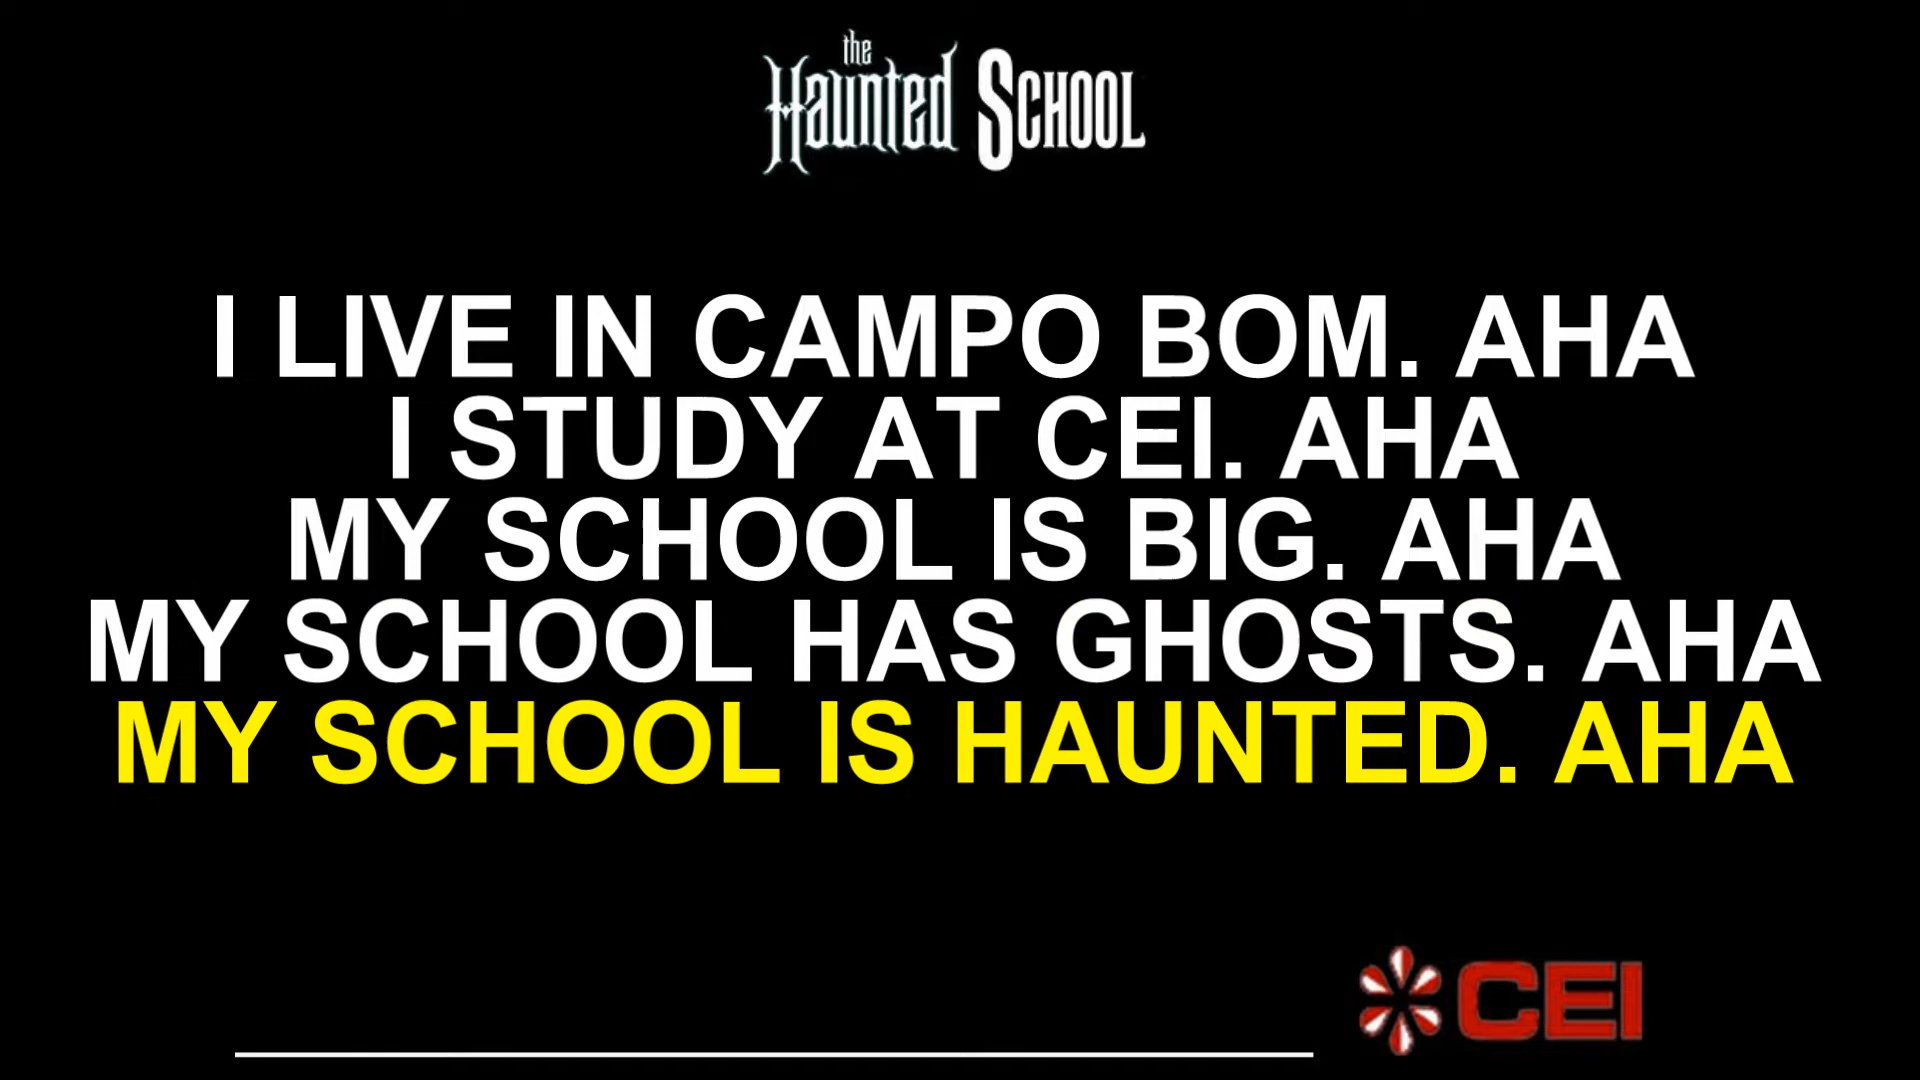 the
Haunted SCHOOL
I LIVE IN CAMPO BOM. AHA
I STUDY AT CEI. AHA
MY SCHOOL IS BIG. AHA
MY SCHOOL HAS GHOSTS. AHA
MY SCHOOL IS HAUNTED. AHA
CEI